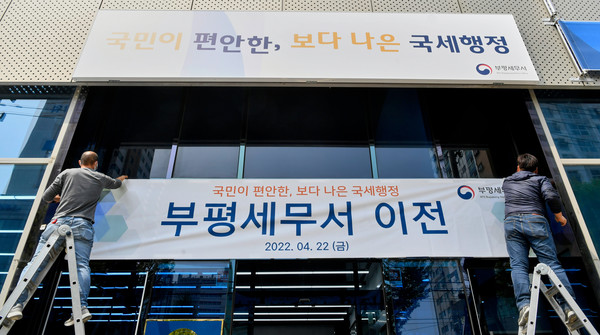 국민이 편안한, 보다 나은 국세행정
부평세무서
국민이 편안한, 보다 나은 국세행정
부평세무서
부평세무서 이전
2022. 04. 22 (금)